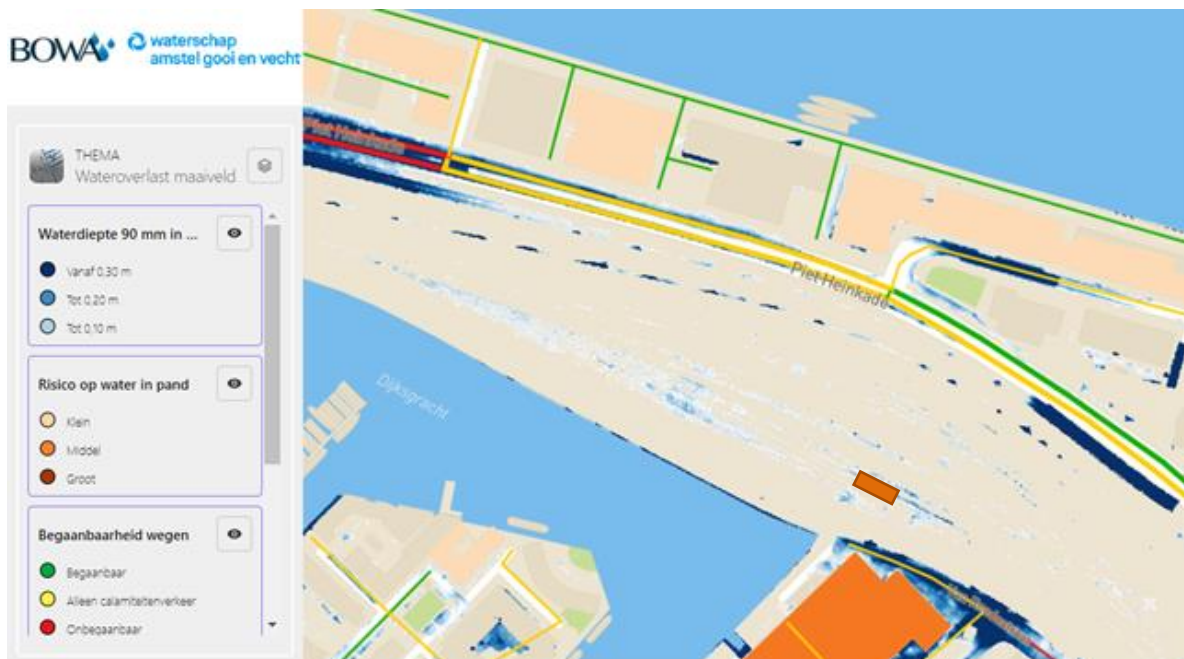 BOWA
waterschap
amstel gooi en vecht
THEMA
Wateroverlast maaiveld
Waterdiepte 90 mm in ...
Vanaf 0,30 m
Tot 0,20 m
Tot 0,10 m
Risico op water in pand
Klein
Middel
Groot
Begaanbaarheid wegen
Begaanbaar
Alleen calamiteitenverkeer
Onbegaanbaar
Piet Heinkade
Piet Heinkade
Dijksgracht